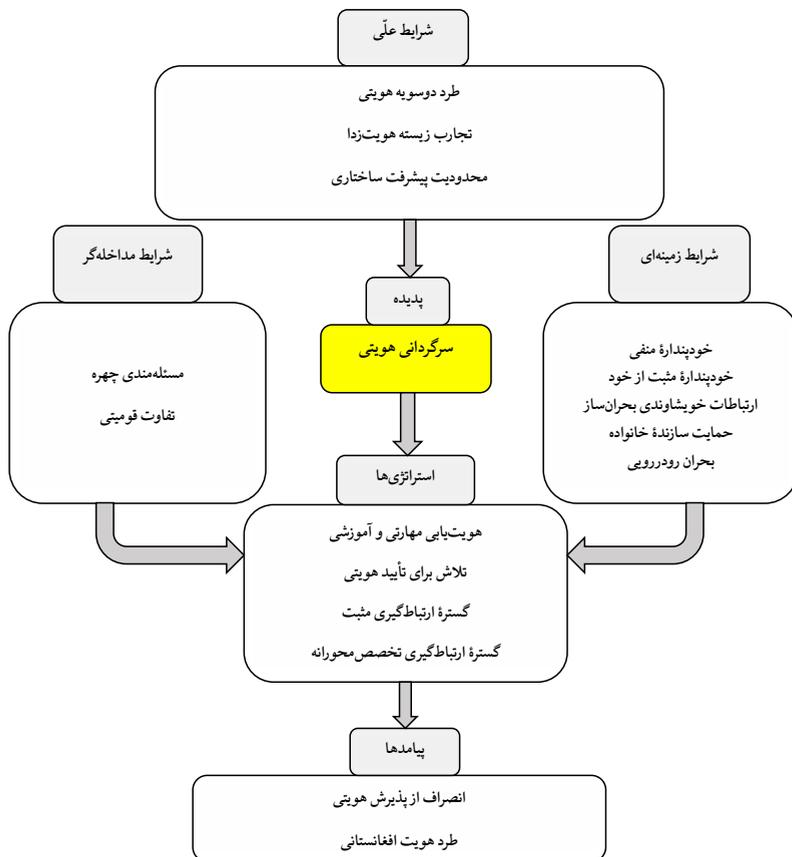 شرایط علّی
طرد دوسویه هویتی
تجارب زیسته هویت‌زدا
محدودیت پیشرفت ساختاری
شرایط زمینه‌ای
خودپندارهٔ منفی
خودپندارهٔ مثبت از خود
ارتباطات خویشاوندی بحران‌ساز
حمایت سازندهٔ خانواده
بحران رودررویی
شرایط مداخله‌گر
مسئله‌مندی چهره
تفاوت قومیتی
پدیده
سرگردانی هویتی
استراتژی‌ها
هویت‌یابی مهارتی و آموزشی
تلاش برای تأیید هویتی
گسترهٔ ارتباط‌گیری مثبت
گسترهٔ ارتباط‌گیری تخصص‌محورانه
پیامدها
انصراف از پذیرش هویتی
طرد هویت افغانستانی